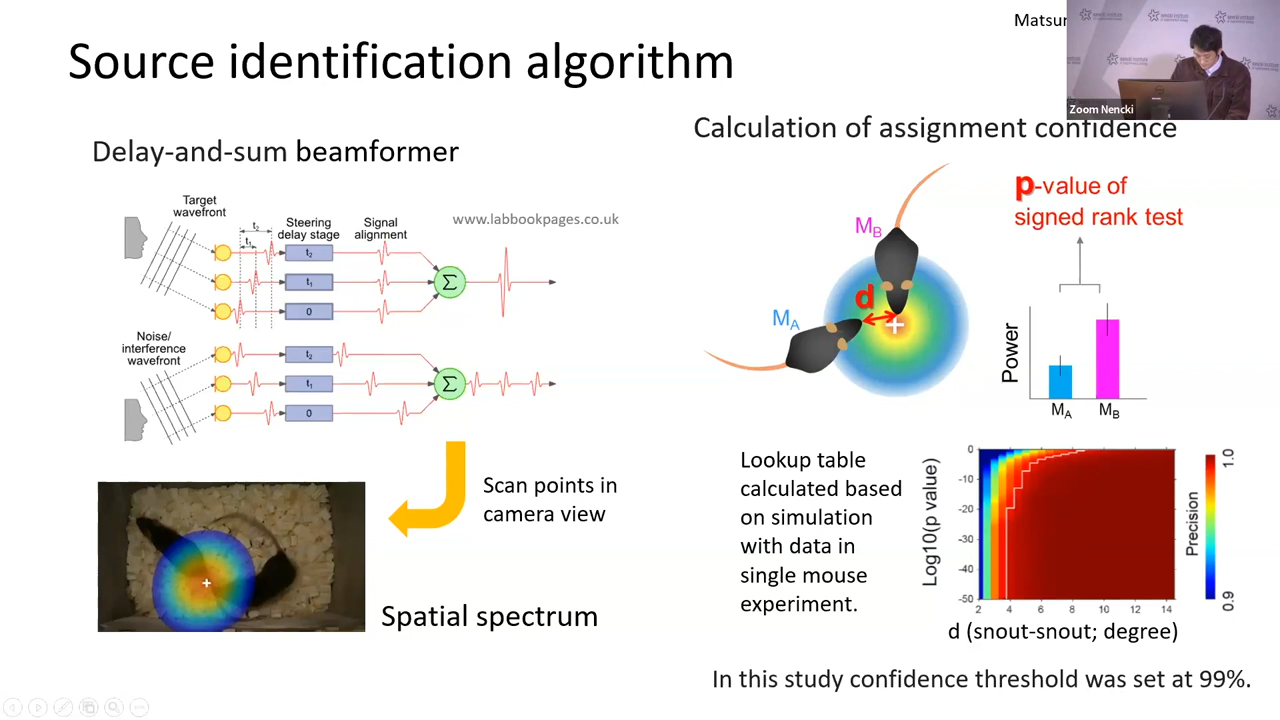 Source identification algorithm
Delay-and-sum beamformer
Target
wavefront
t₂
t₁
Steering
delay stage
Signal
alignment
www.labbookpages.co.uk
t₂
t₁
0
Σ
Noise/
interference
wavefront
t₂
t₁
0
Σ
Scan points in
camera view
Spatial spectrum
Zoom Nencki
Calculation of assignment confidence
p-value of
signed rank test
M_B
d
M_A
Power
M_A
M_B
Lookup table
calculated based
on simulation
with data in
single mouse
experiment.
Log10(p value)
0
-10
-20
-30
-40
-50
2
4
6
8
10
12
14
d (snout-snout; degree)
Precision
1.0
0.9
In this study confidence threshold was set at 99%.